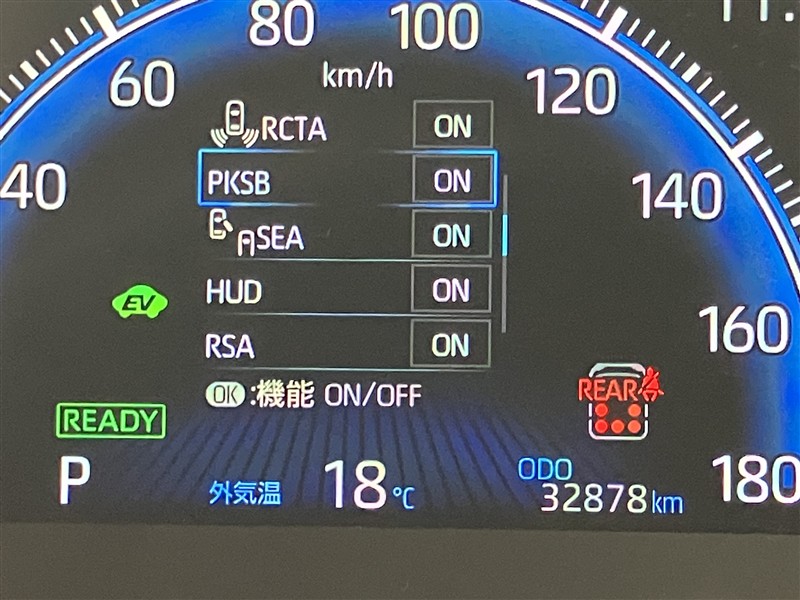 80
100
60
km/h
120
RCTA ON
40
PKSB ON
140
SEA ON
EV
HUD ON
160
RSA ON
REAR
OK :機能 ON/OFF
READY
P
外気温 18 ℃
ODO
32878 km
180